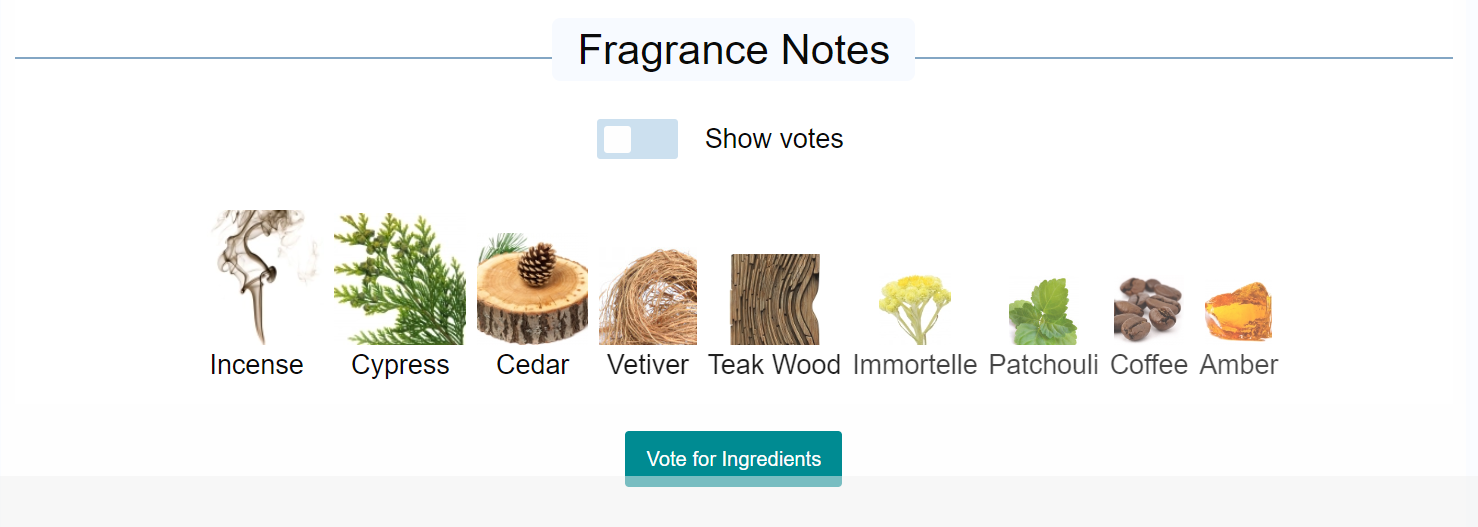 Fragrance Notes
Show votes
Incense Cypress Cedar Vetiver Teak Wood Immortelle Patchouli Coffee Amber
Vote for Ingredients